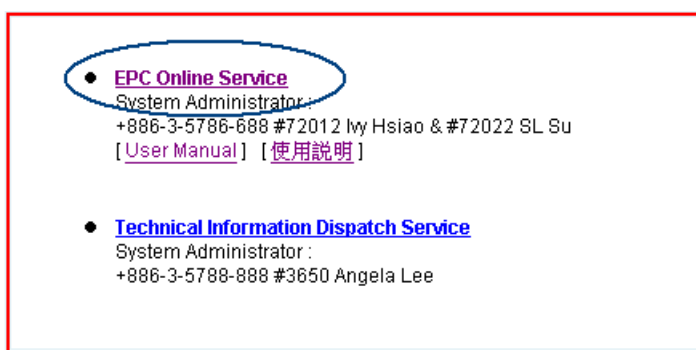 EPC Online Service
System Administrator :
+886-3-5786-688 #72012 Ivy Hsiao & #72022 SL Su
[ User Manual ] [ 使用説明 ]
Technical Information Dispatch Service
System Administrator :
+886-3-5788-888 #3650 Angela Lee